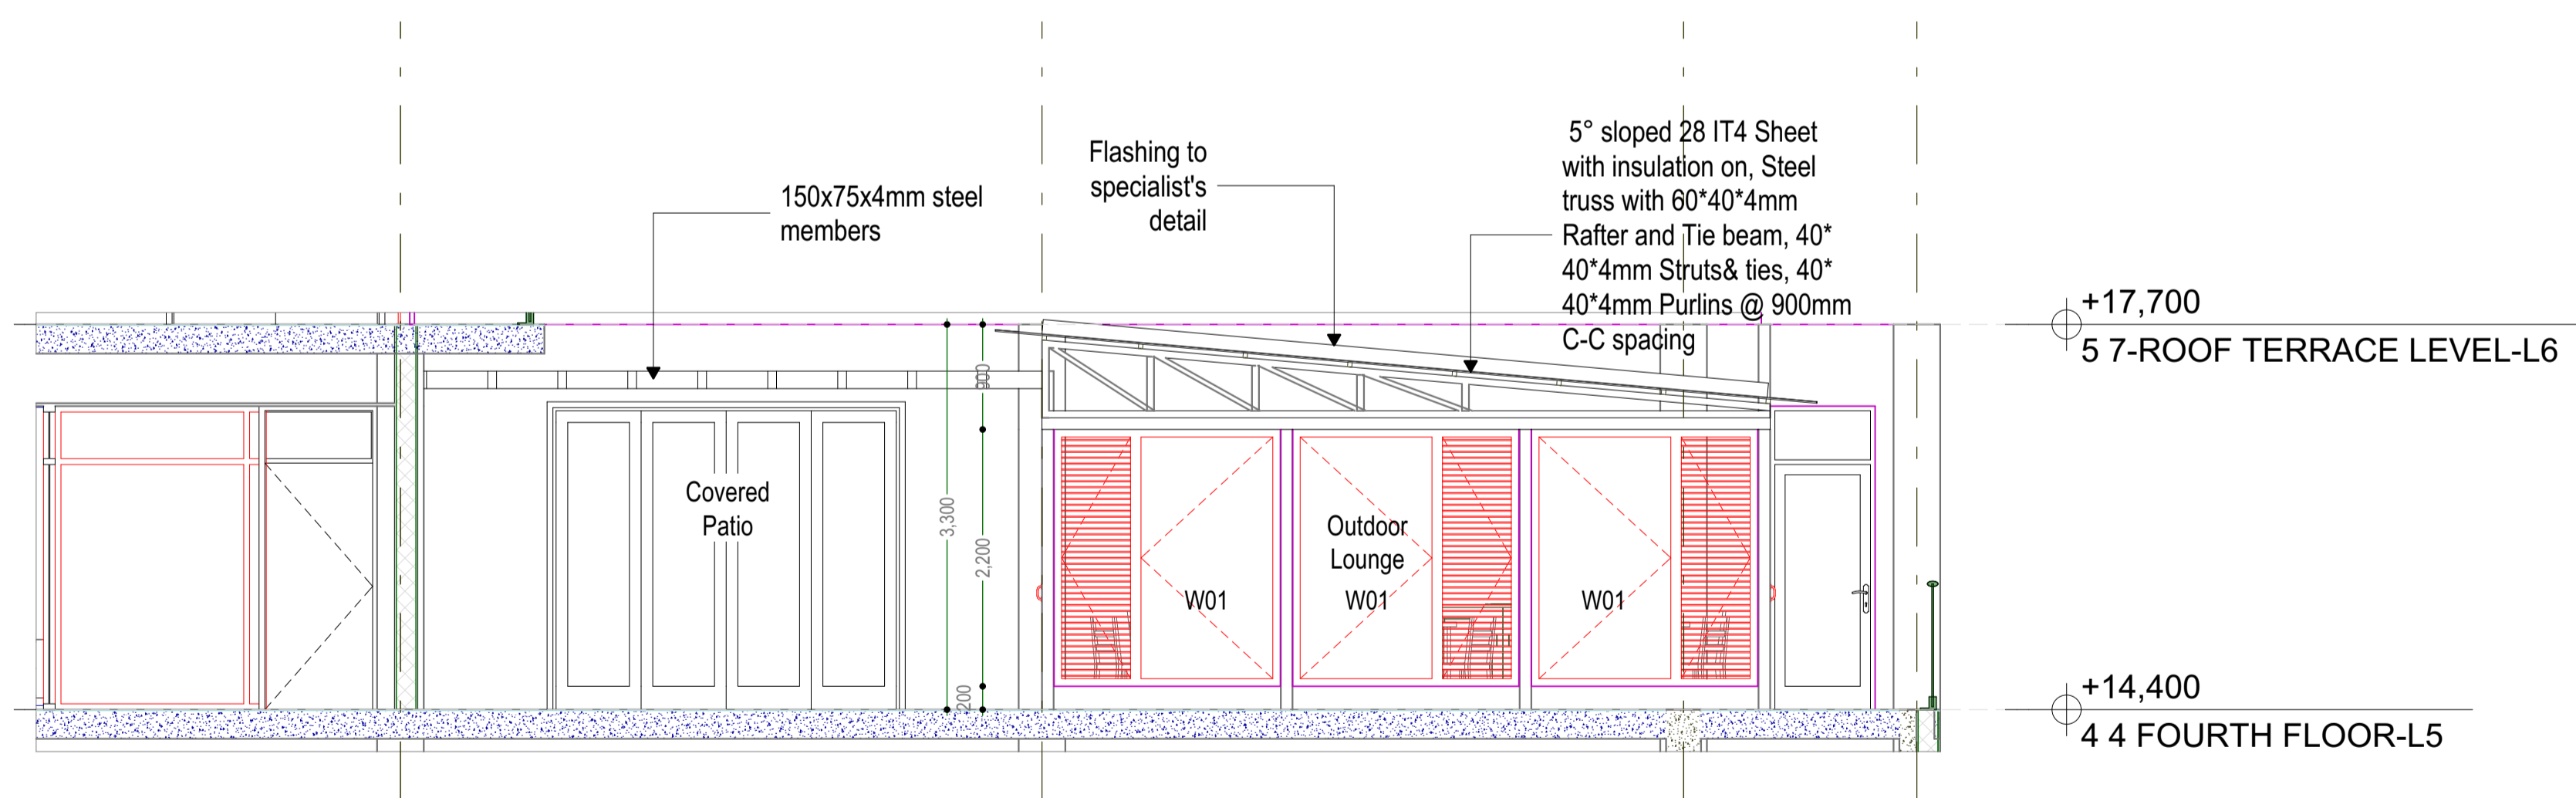 5° sloped 28 IT4 Sheet
with insulation on, Steel
truss with 60*40*4mm
Rafter and Tie beam, 40*
40*4mm Struts& ties, 40*
40*4mm Purlins @ 900mm
C-C spacing
Flashing to
specialist's
detail
150x75x4mm steel
members
+17,700
5 7-ROOF TERRACE LEVEL-L6
900
3,300
2,200
200
Covered
Patio
Outdoor
Lounge
W01
W01
W01
+14,400
4 4 FOURTH FLOOR-L5